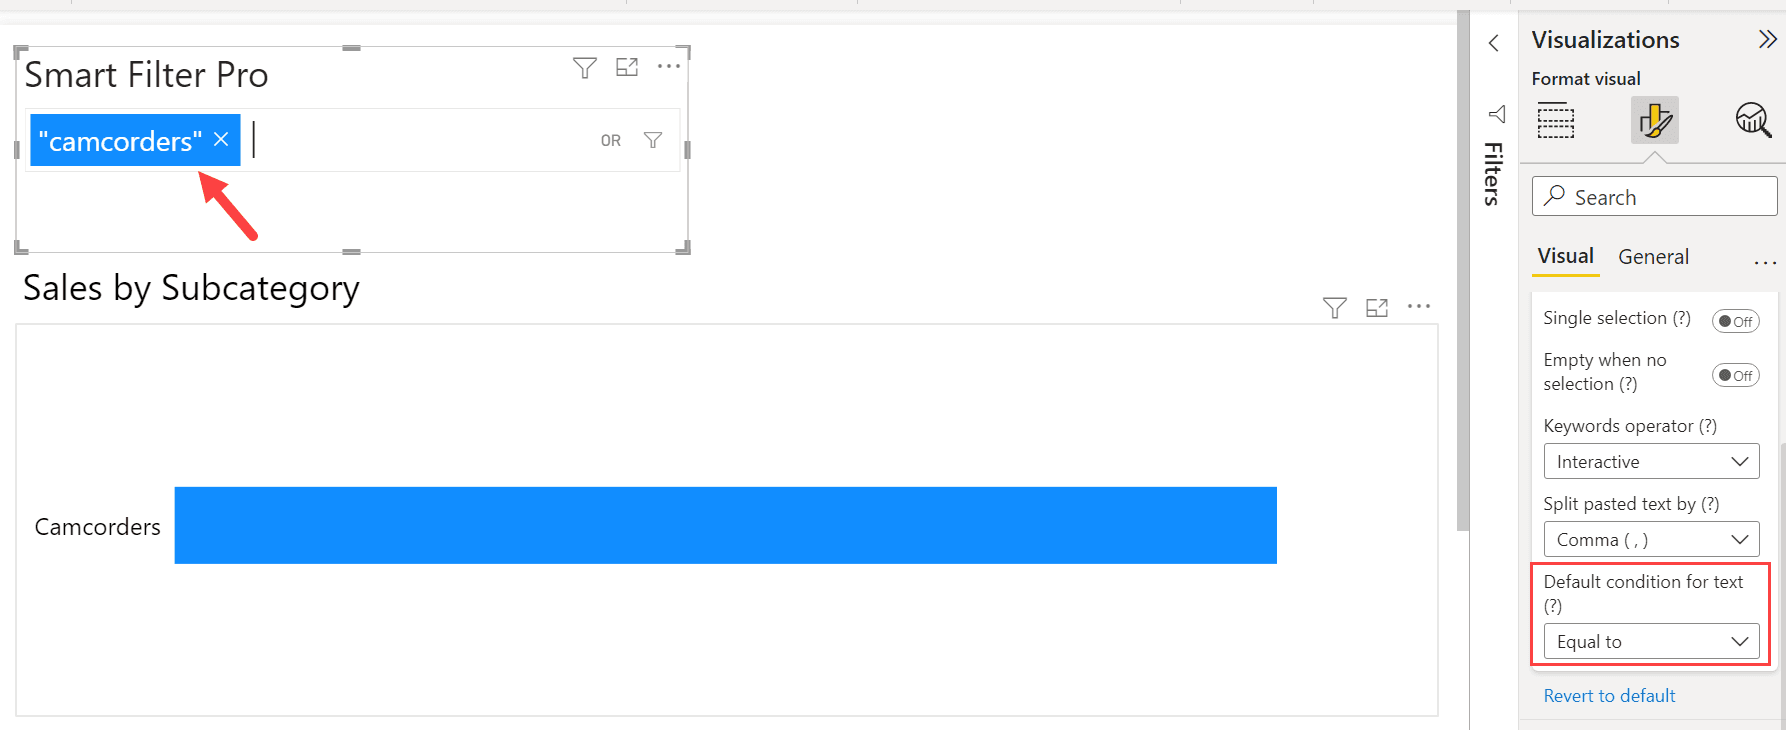 Smart Filter Pro
"camcorders" ×
OR
Sales by Subcategory
Camcorders
Filters
Visualizations
Format visual
Search
Visual General
Single selection (?)
Off
Empty when no
selection (?)
Off
Keywords operator (?)
Interactive
Split pasted text by (?)
Comma ( , )
Default condition for text
(?)
Equal to
Revert to default